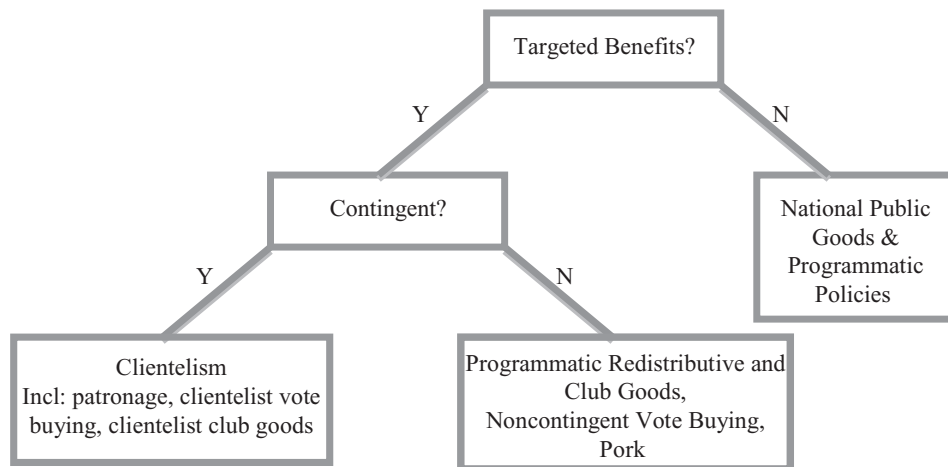 Targeted Benefits?
Y
N
Contingent?
National Public
Goods &
Programmatic
Policies
Y
N
Clientelism
Incl: patronage, clientelist vote
buying, clientelist club goods
Programmatic Redistributive and
Club Goods,
Noncontingent Vote Buying,
Pork